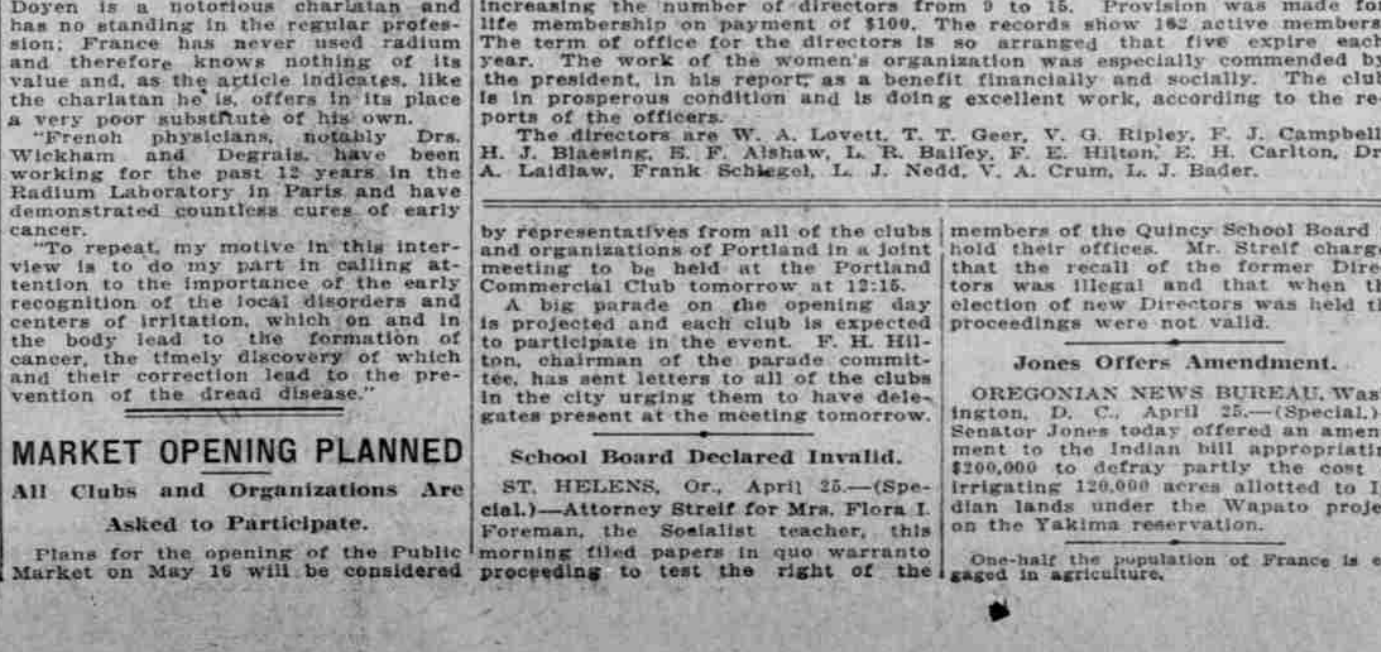 Doyen is a notorious charlatan and
has no standing in the regular profes-
sion; France has never used radium
and therefore knows nothing of its
value and, as the article indicates, like
the charlatan he is, offers in its place
a very poor substitute of his own.
"Frenoh physicians, notably Drs.
Wickham and Degrais, have been
working for the past 12 years in the
Radium Laboratory in Paris and have
demonstrated countless cures of early
cancer.
"To repeat, my motive in this inter-
view is to do my part in calling at-
tention to the importance of the early
recognition of the local disorders and
centers of irritation, which on and in
the body lead to the formation of
cancer, the timely discovery of which
and their correction lead to the pre-
vention of the dread disease."
MARKET OPENING PLANNED
All Clubs and Organizations Are
Asked to Participate.
Plans for the opening of the Public
Market on May 16 will be considered
increasing the number of directors from 9 to 15. Provision was made for
life membership on payment of $100. The records show 162 active members.
The term of office for the directors is so arranged that five expire each
year. The work of the women's organization was especially commended by
the president, in his report, as a benefit financially and socially. The club
is in prosperous condition and is doing excellent work, according to the re-
ports of the officers.
The directors are W. A. Lovett, T. T. Geer, V. G. Ripley, F. J. Campbell,
H. J. Blaesing, E. F. Alshaw, L. R. Bailey, F. E. Hilton, E. H. Carlton, Dr.
A. Laidlaw, Frank Schlegel, L. J. Nedd, V. A. Crum, L. J. Bader.
by representatives from all of the clubs
and organizations of Portland in a joint
meeting to be held at the Portland
Commercial Club tomorrow at 12:15.
A big parade on the opening day
is projected and each club is expected
to participate in the event. F. H. Hil-
ton, chairman of the parade commit-
tee, has sent letters to all of the clubs
in the city urging them to have dele-
gates present at the meeting tomorrow.
School Board Declared Invalid.
ST. HELENS, Or., April 25.—(Spe-
cial.)—Attorney Streif for Mrs. Flora I.
Foreman, the Socialist teacher, this
morning filed papers in quo warranto
proceeding to test the right of the
members of the Quincy School Board
hold their offices. Mr. Streif charg
that the recall of the former Dire
tors was illegal and that when th
election of new Directors was held th
proceedings were not valid.
Jones Offers Amendment.
OREGONIAN NEWS BUREAU, Was
ington, D. C., April 25.—(Special.)
Senator Jones today offered an amen
ment to the Indian bill appropriatin
$200,000 to defray partly the cost
irrigating 120,000 acres allotted to I
dian lands under the Wapato proje
on the Yakima reservation.
One-half the population of France is e
gaged in agriculture.